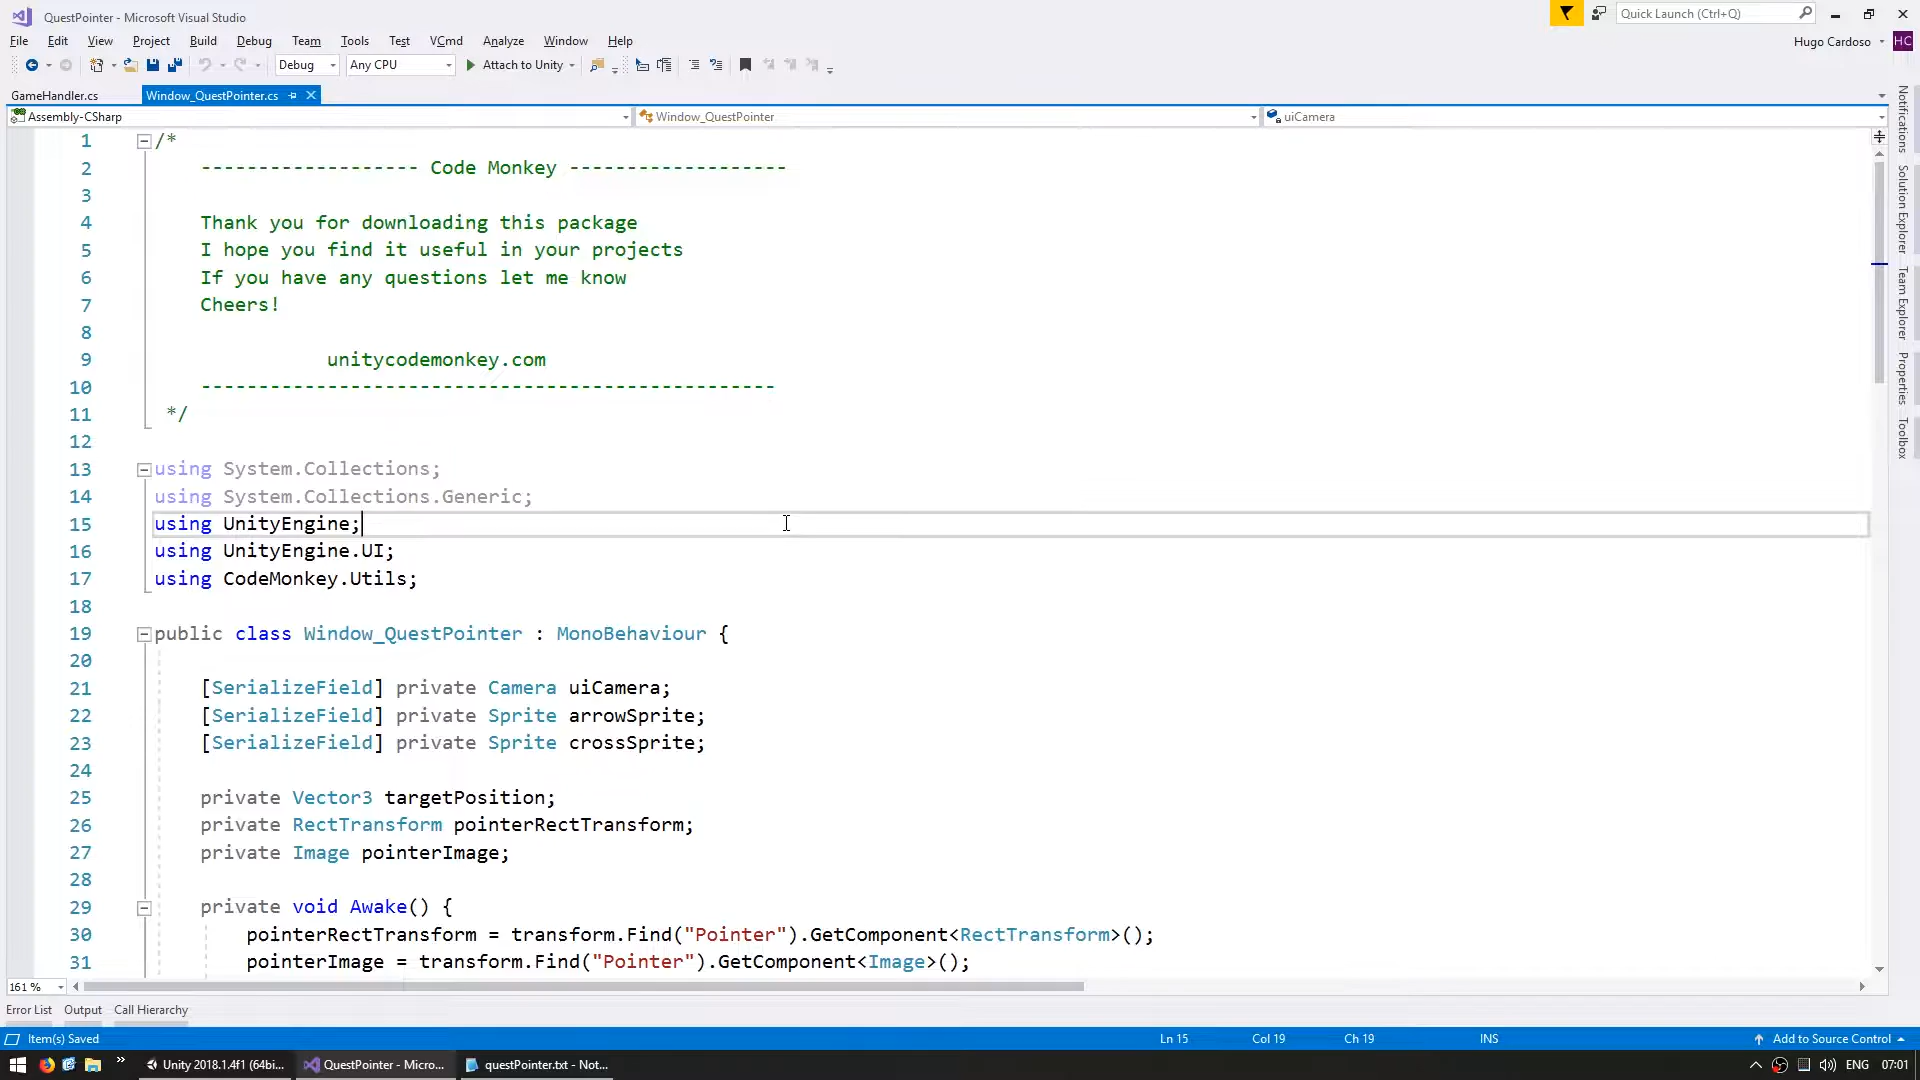 QuestPointer - Microsoft Visual Studio
Quick Launch (Ctrl+Q)
File Edit View Project Build Debug Team Tools Test VCmd Analyze Window Help
Hugo Cardoso HC
Debug Any CPU Attach to Unity
GameHandler.cs Window_QuestPointer.cs
Assembly-CSharp Window_QuestPointer uiCamera
1 /*
2 ------------------- Code Monkey -------------------
3
4 Thank you for downloading this package
5 I hope you find it useful in your projects
6 If you have any questions let me know
7 Cheers!
8
9 unitycodemonkey.com
10 --------------------------------------------------
11 */
12
13 using System.Collections;
14 using System.Collections.Generic;
15 using UnityEngine;
16 using UnityEngine.UI;
17 using CodeMonkey.Utils;
18
19 public class Window_QuestPointer : MonoBehaviour {
20
21 [SerializeField] private Camera uiCamera;
22 [SerializeField] private Sprite arrowSprite;
23 [SerializeField] private Sprite crossSprite;
24
25 private Vector3 targetPosition;
26 private RectTransform pointerRectTransform;
27 private Image pointerImage;
28
29 private void Awake() {
30 pointerRectTransform = transform.Find("Pointer").GetComponent<RectTransform>();
31 pointerImage = transform.Find("Pointer").GetComponent<Image>();
Notifications
Solution Explorer
Team Explorer
Properties
Toolbox
161 %
Error List Output Call Hierarchy
Item(s) Saved Ln 15 Col 19 Ch 19 INS Add to Source Control
Unity 2018.1.4f1 (64bi... QuestPointer - Micro... questPointer.txt - Not... ENG 07:01